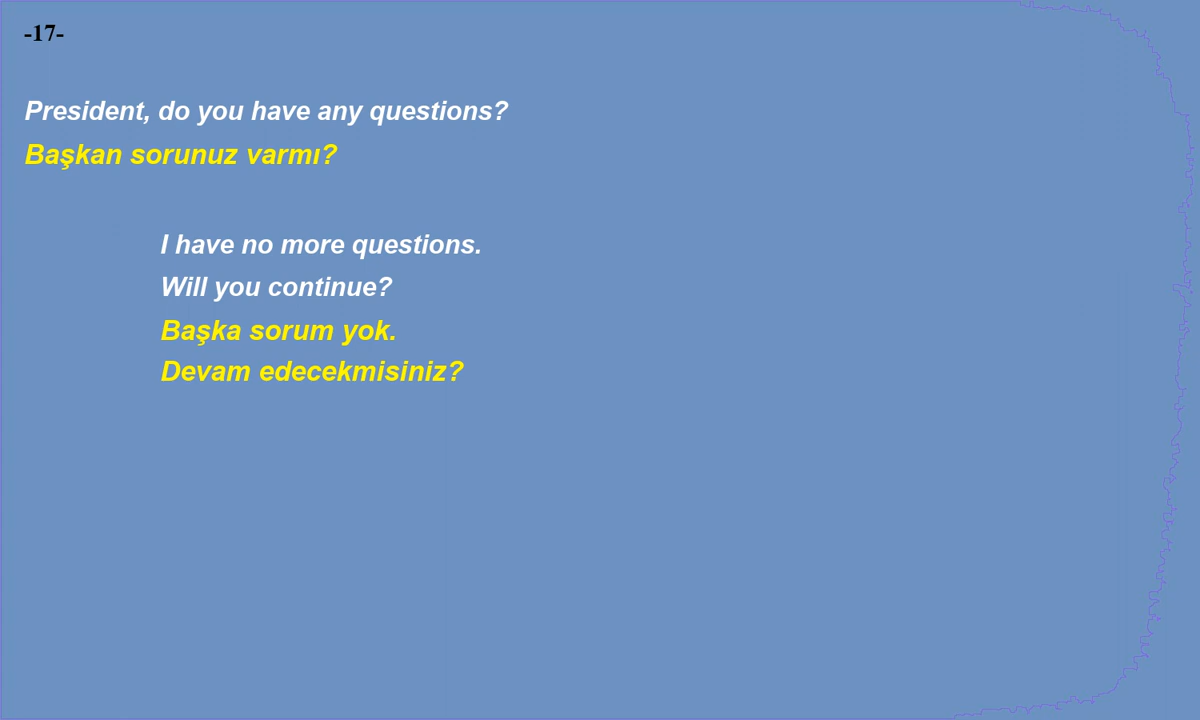 -17-
President, do you have any questions?
Başkan sorunuz varmı?
I have no more questions.
Will you continue?
Başka sorum yok.
Devam edecekmisiniz?